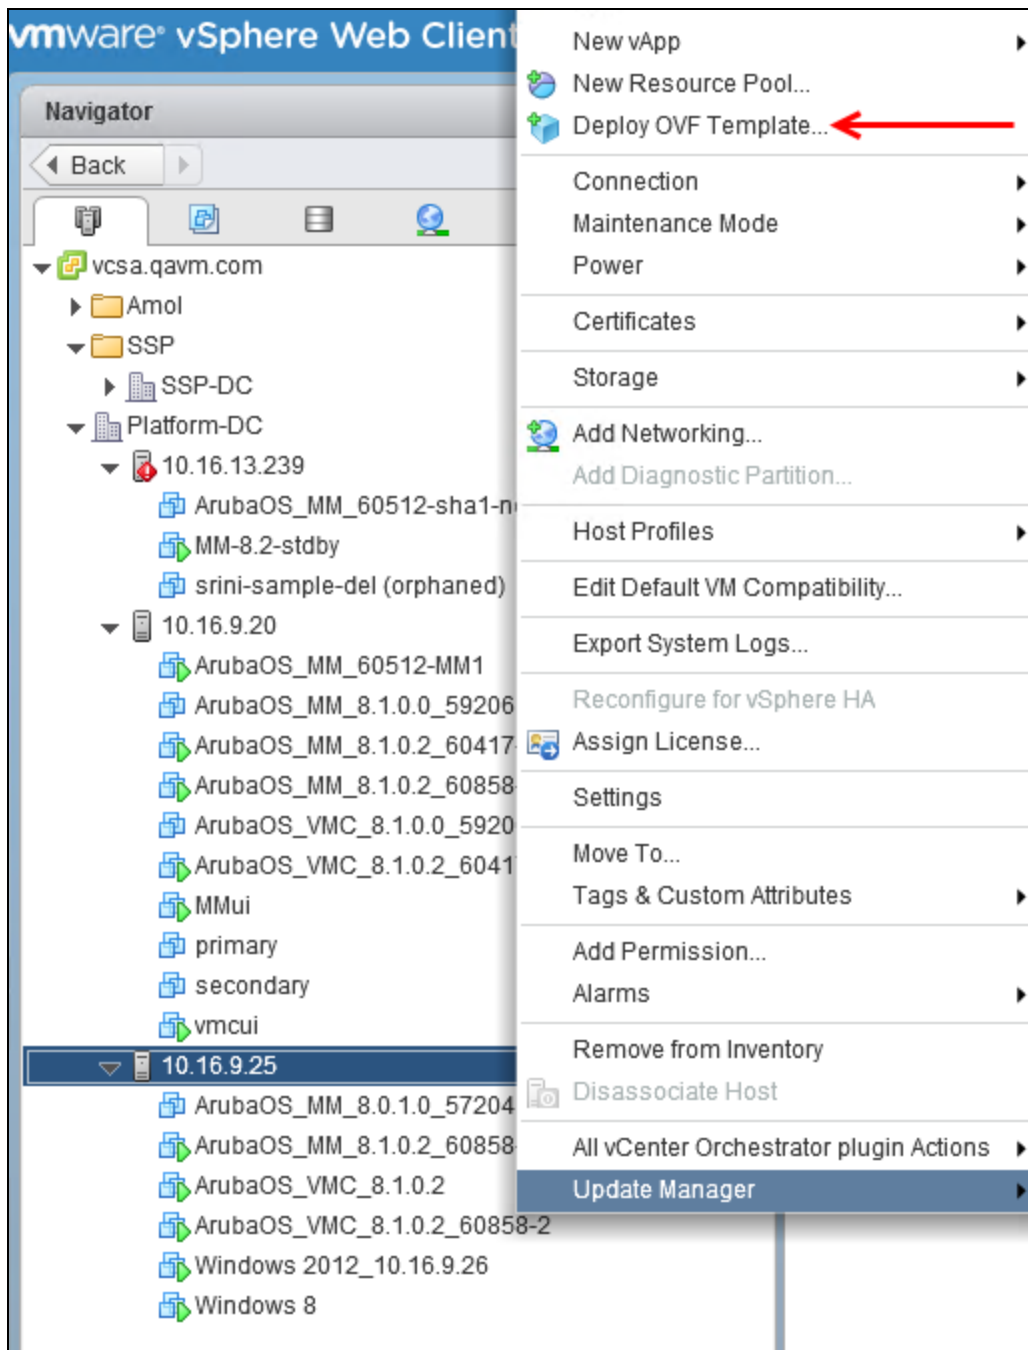 vmware® vSphere Web Client
Navigator
Back
vcsa.qavm.com
Amol
SSP
SSP-DC
Platform-DC
10.16.13.239
ArubaOS_MM_60512-sha1-n
MM-8.2-stdby
srini-sample-del (orphaned)
10.16.9.20
ArubaOS_MM_60512-MM1
ArubaOS_MM_8.1.0.0_59206
ArubaOS_MM_8.1.0.2_60417-
ArubaOS_MM_8.1.0.2_60858-
ArubaOS_VMC_8.1.0.0_5920
ArubaOS_VMC_8.1.0.2_6041
MMui
primary
secondary
vmcui
10.16.9.25
ArubaOS_MM_8.0.1.0_57204
ArubaOS_MM_8.1.0.2_60858-
ArubaOS_VMC_8.1.0.2
ArubaOS_VMC_8.1.0.2_60858-2
Windows 2012_10.16.9.26
Windows 8
New vApp
New Resource Pool...
Deploy OVF Template...
Connection
Maintenance Mode
Power
Certificates
Storage
Add Networking...
Add Diagnostic Partition...
Host Profiles
Edit Default VM Compatibility...
Export System Logs...
Reconfigure for vSphere HA
Assign License...
Settings
Move To...
Tags & Custom Attributes
Add Permission...
Alarms
Remove from Inventory
Disassociate Host
All vCenter Orchestrator plugin Actions
Update Manager